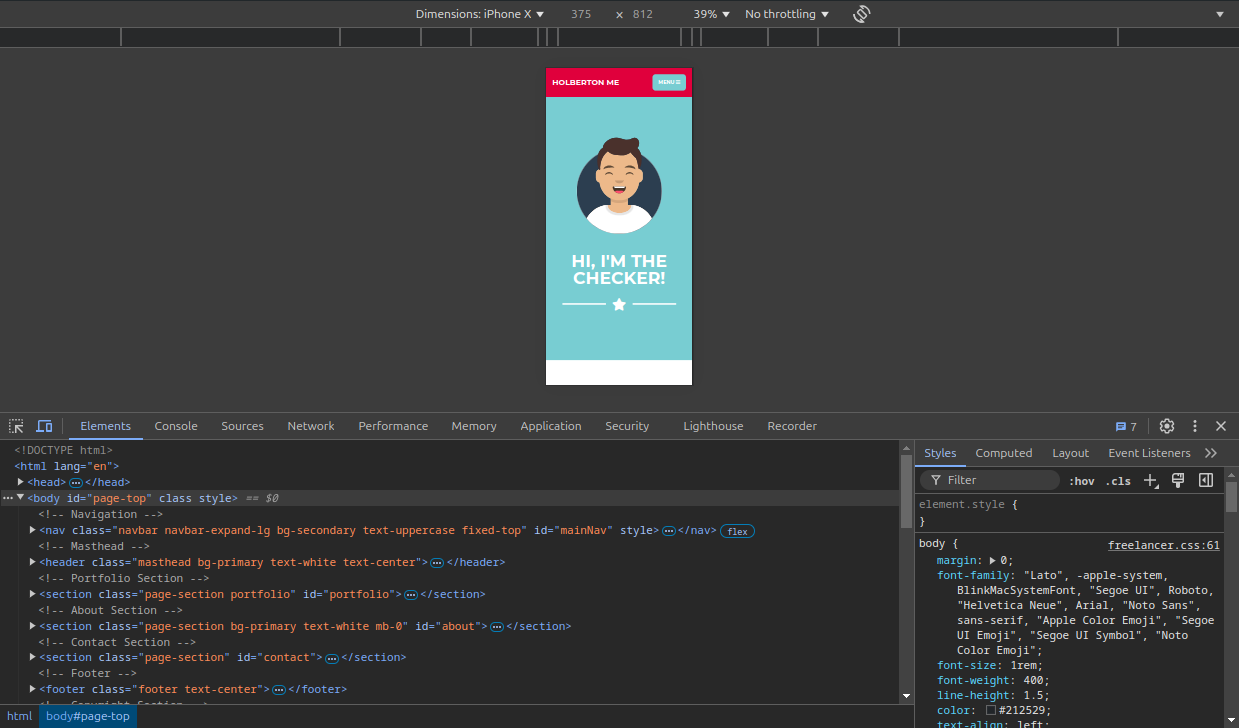 Dimensions: iPhone X ▼ 375 × 812 39% ▼ No throttling ▼
HOLBERTON ME
MENU
HI, I'M THE
CHECKER!
Elements Console Sources Network Performance Memory Application Security Lighthouse Recorder 7
<!DOCTYPE html>
<html lang="en">
▶<head>…</head>
…▼<body id="page-top" class style> == $0
<!-- Navigation -->
▶<nav class="navbar navbar-expand-lg bg-secondary text-uppercase fixed-top" id="mainNav" style>…</nav> flex
<!-- Masthead -->
▶<header class="masthead bg-primary text-white text-center">…</header>
<!-- Portfolio Section -->
▶<section class="page-section portfolio" id="portfolio">…</section>
<!-- About Section -->
▶<section class="page-section bg-primary text-white mb-0" id="about">…</section>
<!-- Contact Section -->
▶<section class="page-section" id="contact">…</section>
<!-- Footer -->
▶<footer class="footer text-center">…</footer>
<!-- Copyright Section -->
html body#page-top
Styles Computed Layout Event Listeners
Filter :hov .cls
element.style {
}
body { freelancer.css:61
margin: ▶ 0;
font-family: "Lato", -apple-system,
BlinkMacSystemFont, "Segoe UI", Roboto,
"Helvetica Neue", Arial, "Noto Sans",
sans-serif, "Apple Color Emoji", "Segoe
UI Emoji", "Segoe UI Symbol", "Noto
Color Emoji";
font-size: 1rem;
font-weight: 400;
line-height: 1.5;
color: #212529;
text-align: left;